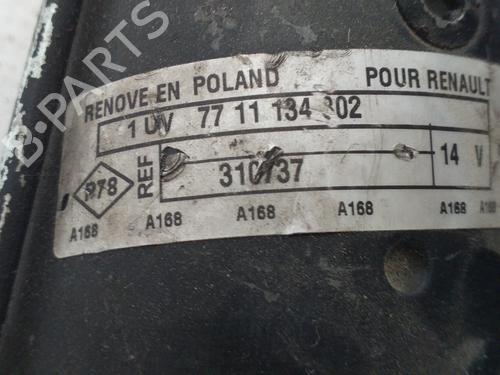 RENOVE EN POLAND POUR RENAULT
1 UV 77 11 134 302
REF 310737 14 V
978
A168 A168 A168 A168 A168 A168
B-PARTS